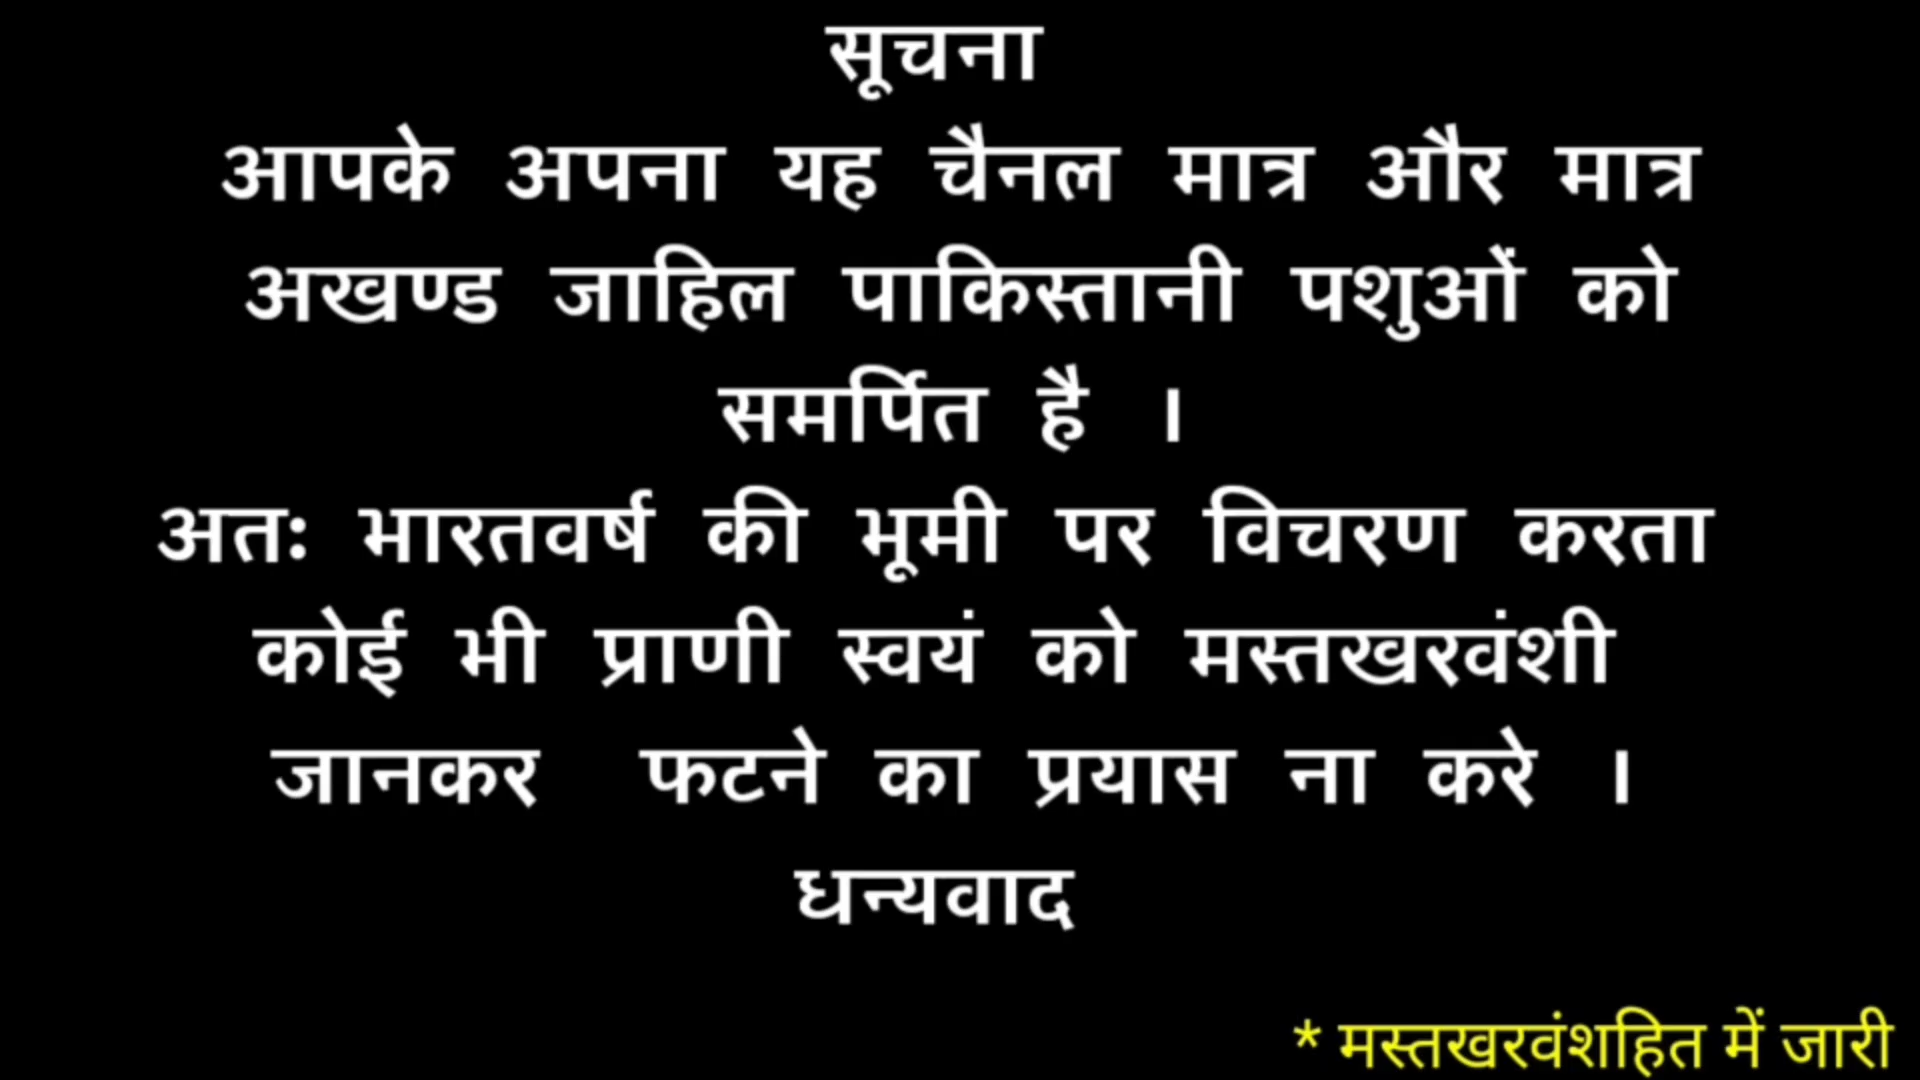 सूचना
आपके अपना यह चैनल मात्र और मात्र
अखण्ड जाहिल पाकिस्तानी पशुओं को
समर्पित है ।
अतः भारतवर्ष की भूमी पर विचरण करता
कोई भी प्राणी स्वयं को मस्तखरवंशी
जानकर फटने का प्रयास ना करे ।
धन्यवाद
* मस्तखरवंशहित में जारी